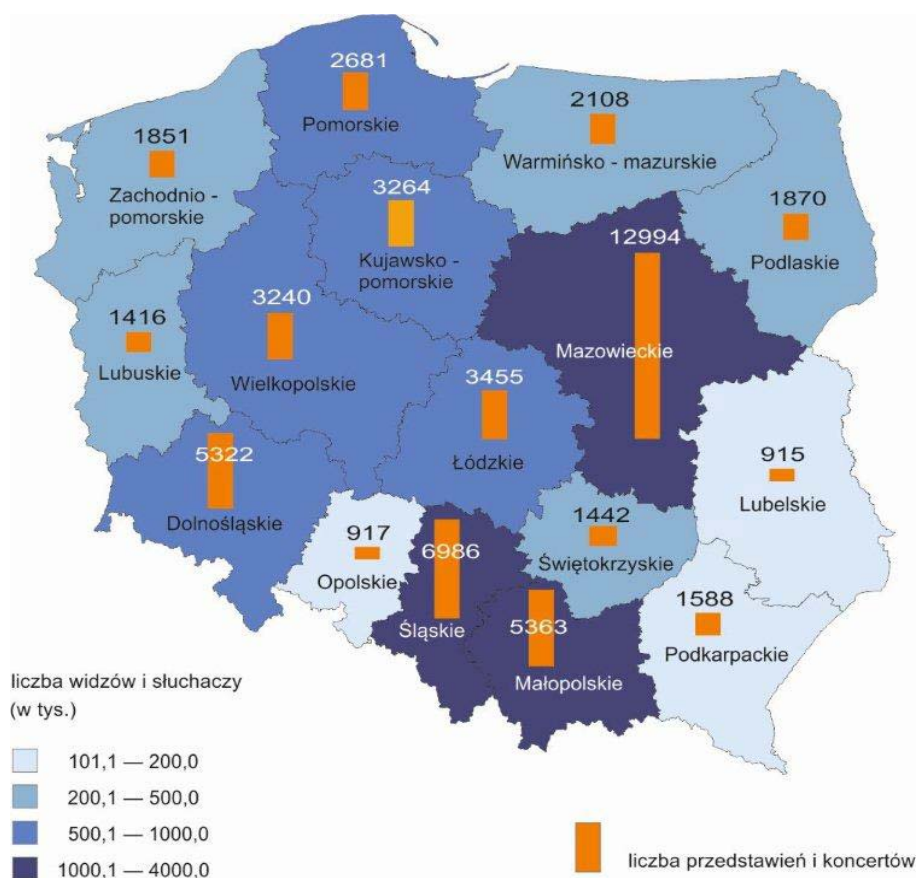 2681
Pomorskie
2108
Warmińsko - mazurskie
1851
Zachodnio -
pomorskie
3264
Kujawsko -
pomorskie
1870
Podlaskie
12994
Mazowieckie
1416
Lubuskie
3240
Wielkopolskie
3455
Łódzkie
5322
Dolnośląskie
915
Lubelskie
917
Opolskie
6986
Śląskie
1442
Świętokrzyskie
5363
Małopolskie
1588
Podkarpackie
liczba widzów i słuchaczy
(w tys.)
101,1 — 200,0
200,1 — 500,0
500,1 — 1000,0
1000,1 — 4000,0
liczba przedstawień i koncertów